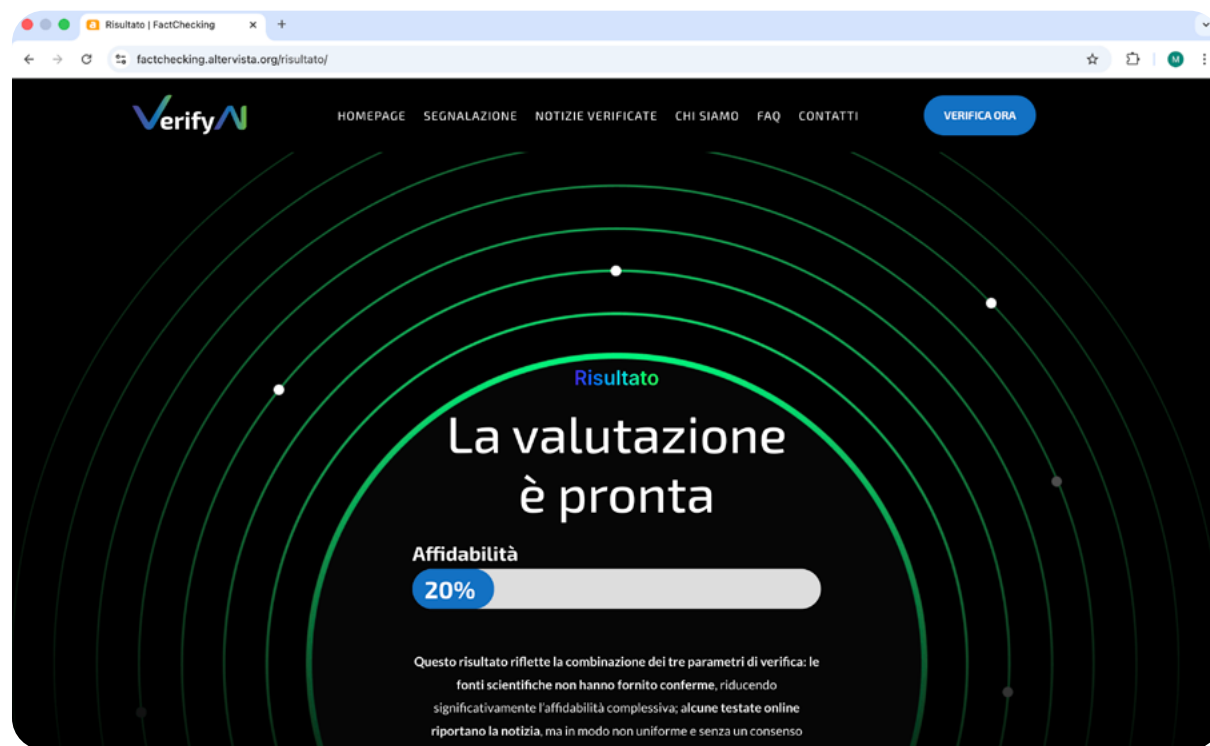 Risultato | FactChecking
factchecking.altervista.org/risultato/
M
VerifyAI
HOMEPAGE SEGNALAZIONE NOTIZIE VERIFICATE CHI SIAMO FAQ CONTATTI
VERIFICA ORA
Risultato
La valutazione
è pronta
Affidabilità
20%
Questo risultato riflette la combinazione dei tre parametri di verifica: le
fonti scientifiche non hanno fornito conferme, riducendo
significativamente l'affidabilità complessiva; alcune testate online
riportano la notizia, ma in modo non uniforme e senza un consenso